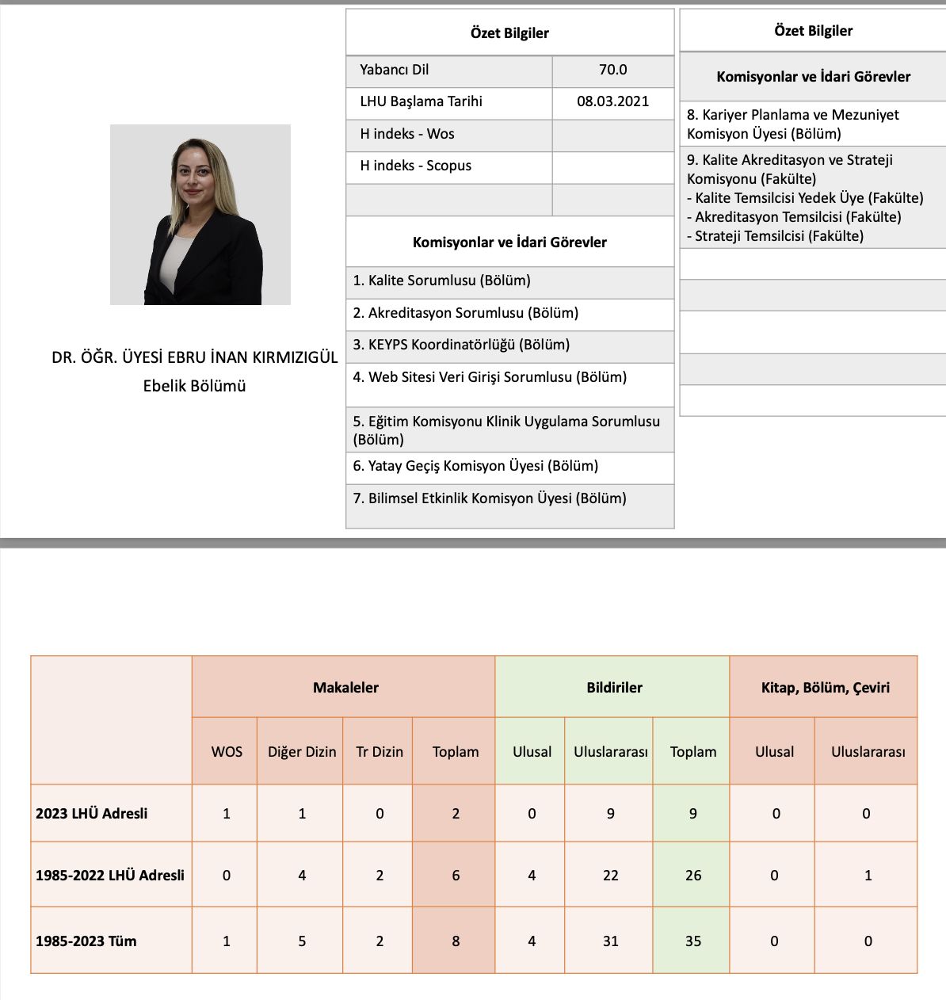 DR. ÖĞR. ÜYESİ EBRU İNAN KIRMIZIGÜL
Ebelik Bölümü
Özet Bilgiler
Yabancı Dil 70.0
LHU Başlama Tarihi 08.03.2021
H indeks - Wos
H indeks - Scopus
Komisyonlar ve İdari Görevler
1. Kalite Sorumlusu (Bölüm)
2. Akreditasyon Sorumlusu (Bölüm)
3. KEYPS Koordinatörlüğü (Bölüm)
4. Web Sitesi Veri Girişi Sorumlusu (Bölüm)
5. Eğitim Komisyonu Klinik Uygulama Sorumlusu
(Bölüm)
6. Yatay Geçiş Komisyon Üyesi (Bölüm)
7. Bilimsel Etkinlik Komisyon Üyesi (Bölüm)
Özet Bilgiler
Komisyonlar ve İdari Görevler
8. Kariyer Planlama ve Mezuniyet
Komisyon Üyesi (Bölüm)
9. Kalite Akreditasyon ve Strateji
Komisyonu (Fakülte)
- Kalite Temsilcisi Yedek Üye (Fakülte)
- Akreditasyon Temsilcisi (Fakülte)
- Strateji Temsilcisi (Fakülte)
Makaleler Bildiriler Kitap, Bölüm, Çeviri
WOS Diğer Dizin Tr Dizin Toplam Ulusal Uluslararası Toplam Ulusal Uluslararası
2023 LHÜ Adresli 1 1 0 2 0 9 9 0 0
1985-2022 LHÜ Adresli 0 4 2 6 4 22 26 0 1
1985-2023 Tüm 1 5 2 8 4 31 35 0 0